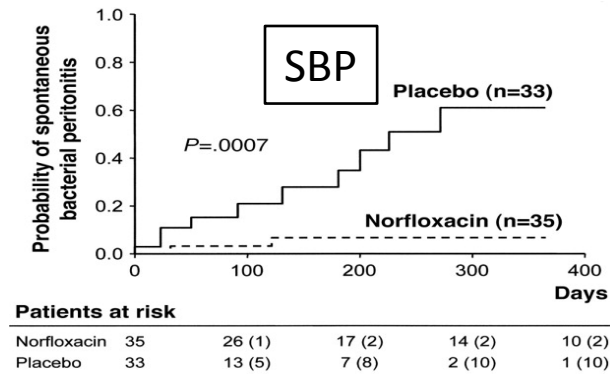 SBP
Probability of spontaneous
bacterial peritonitis
1.0
0.8
0.6
0.4
0.2
0.0
Placebo (n=33)
P=.0007
Norfloxacin (n=35)
0 100 200 300 400
Days
Patients at risk
Norfloxacin 35 26 (1) 17 (2) 14 (2) 10 (2)
Placebo 33 13 (5) 7 (8) 2 (10) 1 (10)